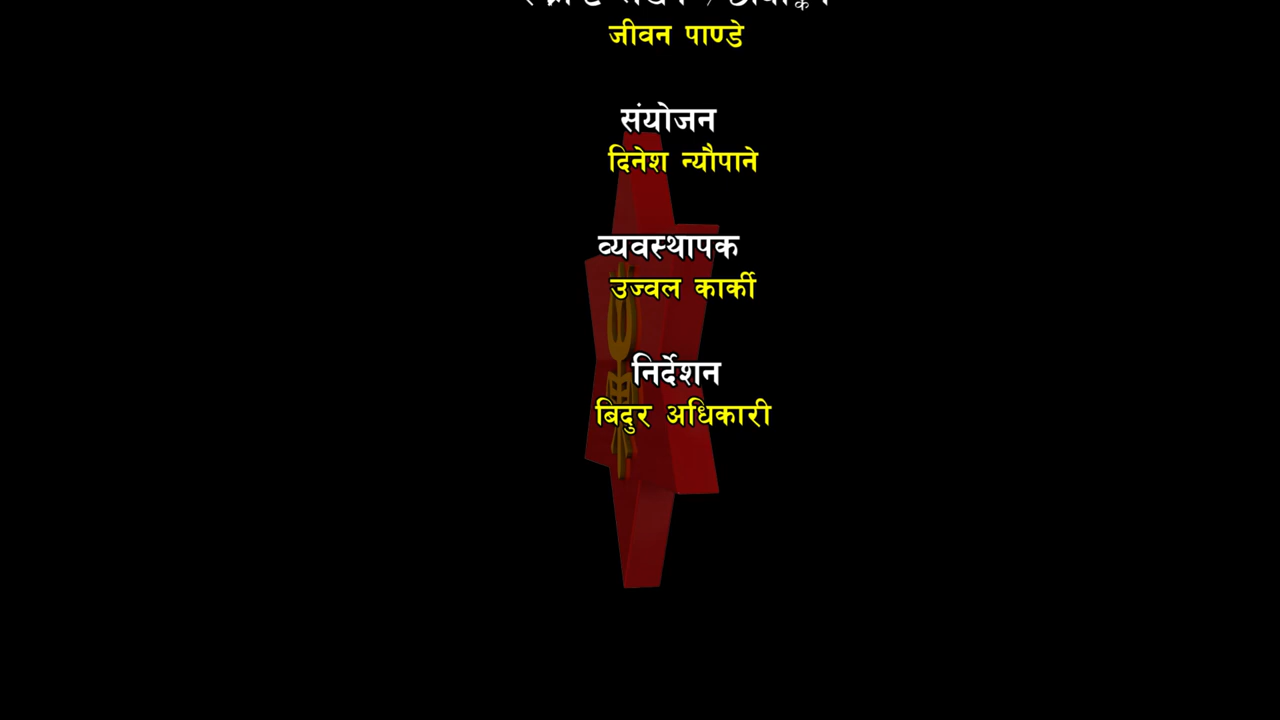 जीवन पाण्डे
संयोजन
दिनेश न्यौपाने
व्यवस्थापक
उज्वल कार्की
निर्देशन
बिदुर अधिकारी